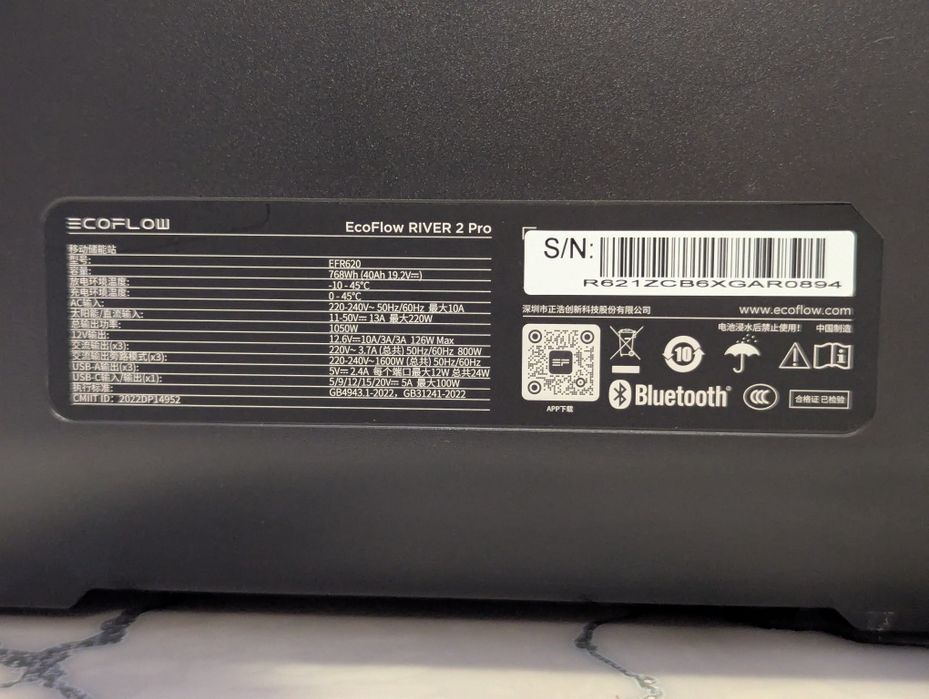 ECOFLOW
EcoFlow RIVER 2 Pro
移动储能站
型号:
EFR620
容量:
768Wh (40Ah 19.2V⎓)
放电环境温度:
-10 - 45°C
充电环境温度:
0 - 45°C
AC输入:
220-240V~ 50Hz/60Hz 最大10A
太阳能/直流输入:
11-50V⎓ 13A 最大220W
总输出功率:
1050W
12V输出:
12.6V⎓10A/3A/3A 126W Max
交流输出(x3):
220V~ 3.7A (总共) 50Hz/60Hz 800W
交流输出旁路模式(x3):
220-240V~1600W (总共) 50Hz/60Hz
USB-A输出(x3):
5V⎓ 2.4A 每个端口最大12W 总共24W
USB-C输入/输出(x1):
5/9/12/15/20V⎓ 5A 最大100W
执行标准:
GB4943.1-2022, GB31241-2022
CMIIT ID: 2022DP14952
S/N:
R621ZCB6XGAR0894
深圳市正浩创新科技股份有限公司
www.ecoflow.com
电池浸水后禁止使用!
中国制造
EF
10
APP下载
Bluetooth®
CCC
合格证 已检验